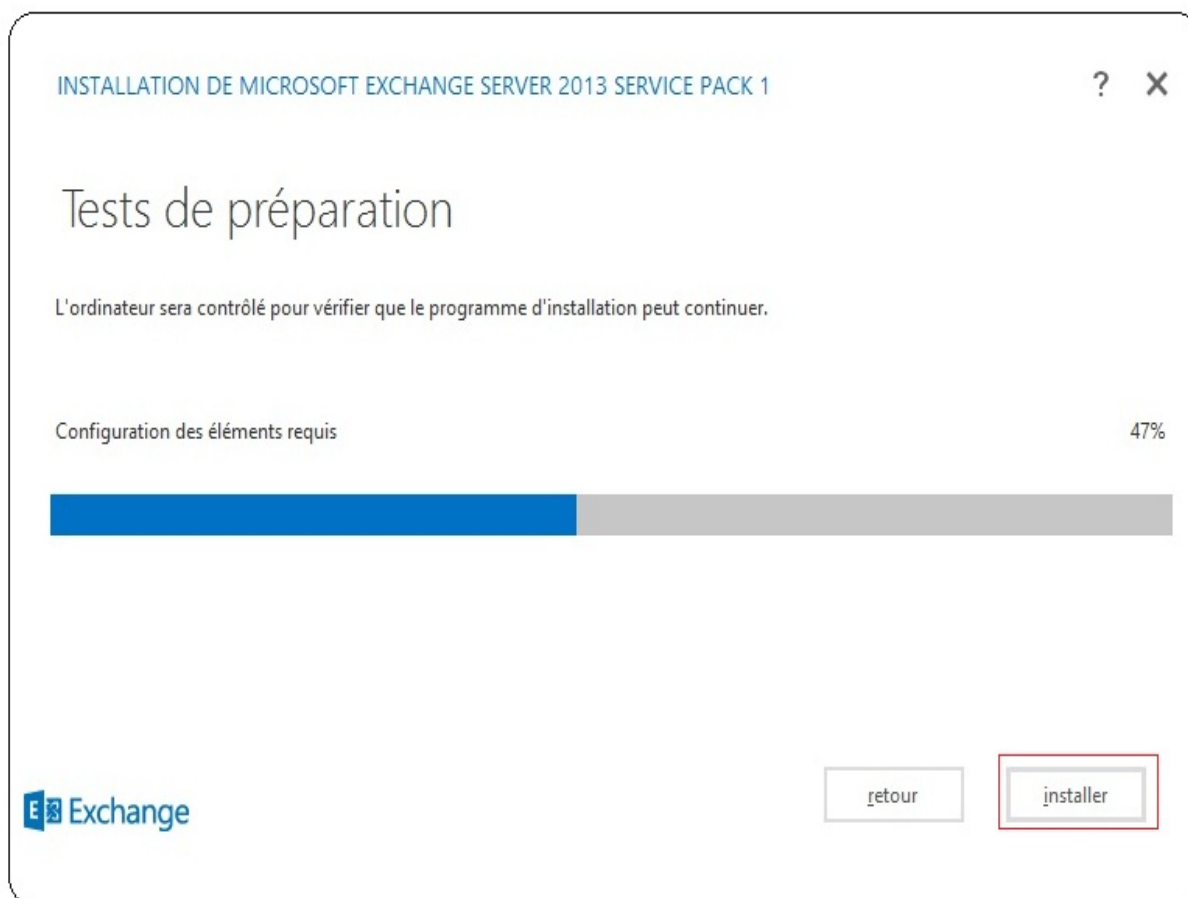 INSTALLATION DE MICROSOFT EXCHANGE SERVER 2013 SERVICE PACK 1 ? X
Tests de préparation
L'ordinateur sera contrôlé pour vérifier que le programme d'installation peut continuer.
Configuration des éléments requis 47%
retour installer
E Exchange